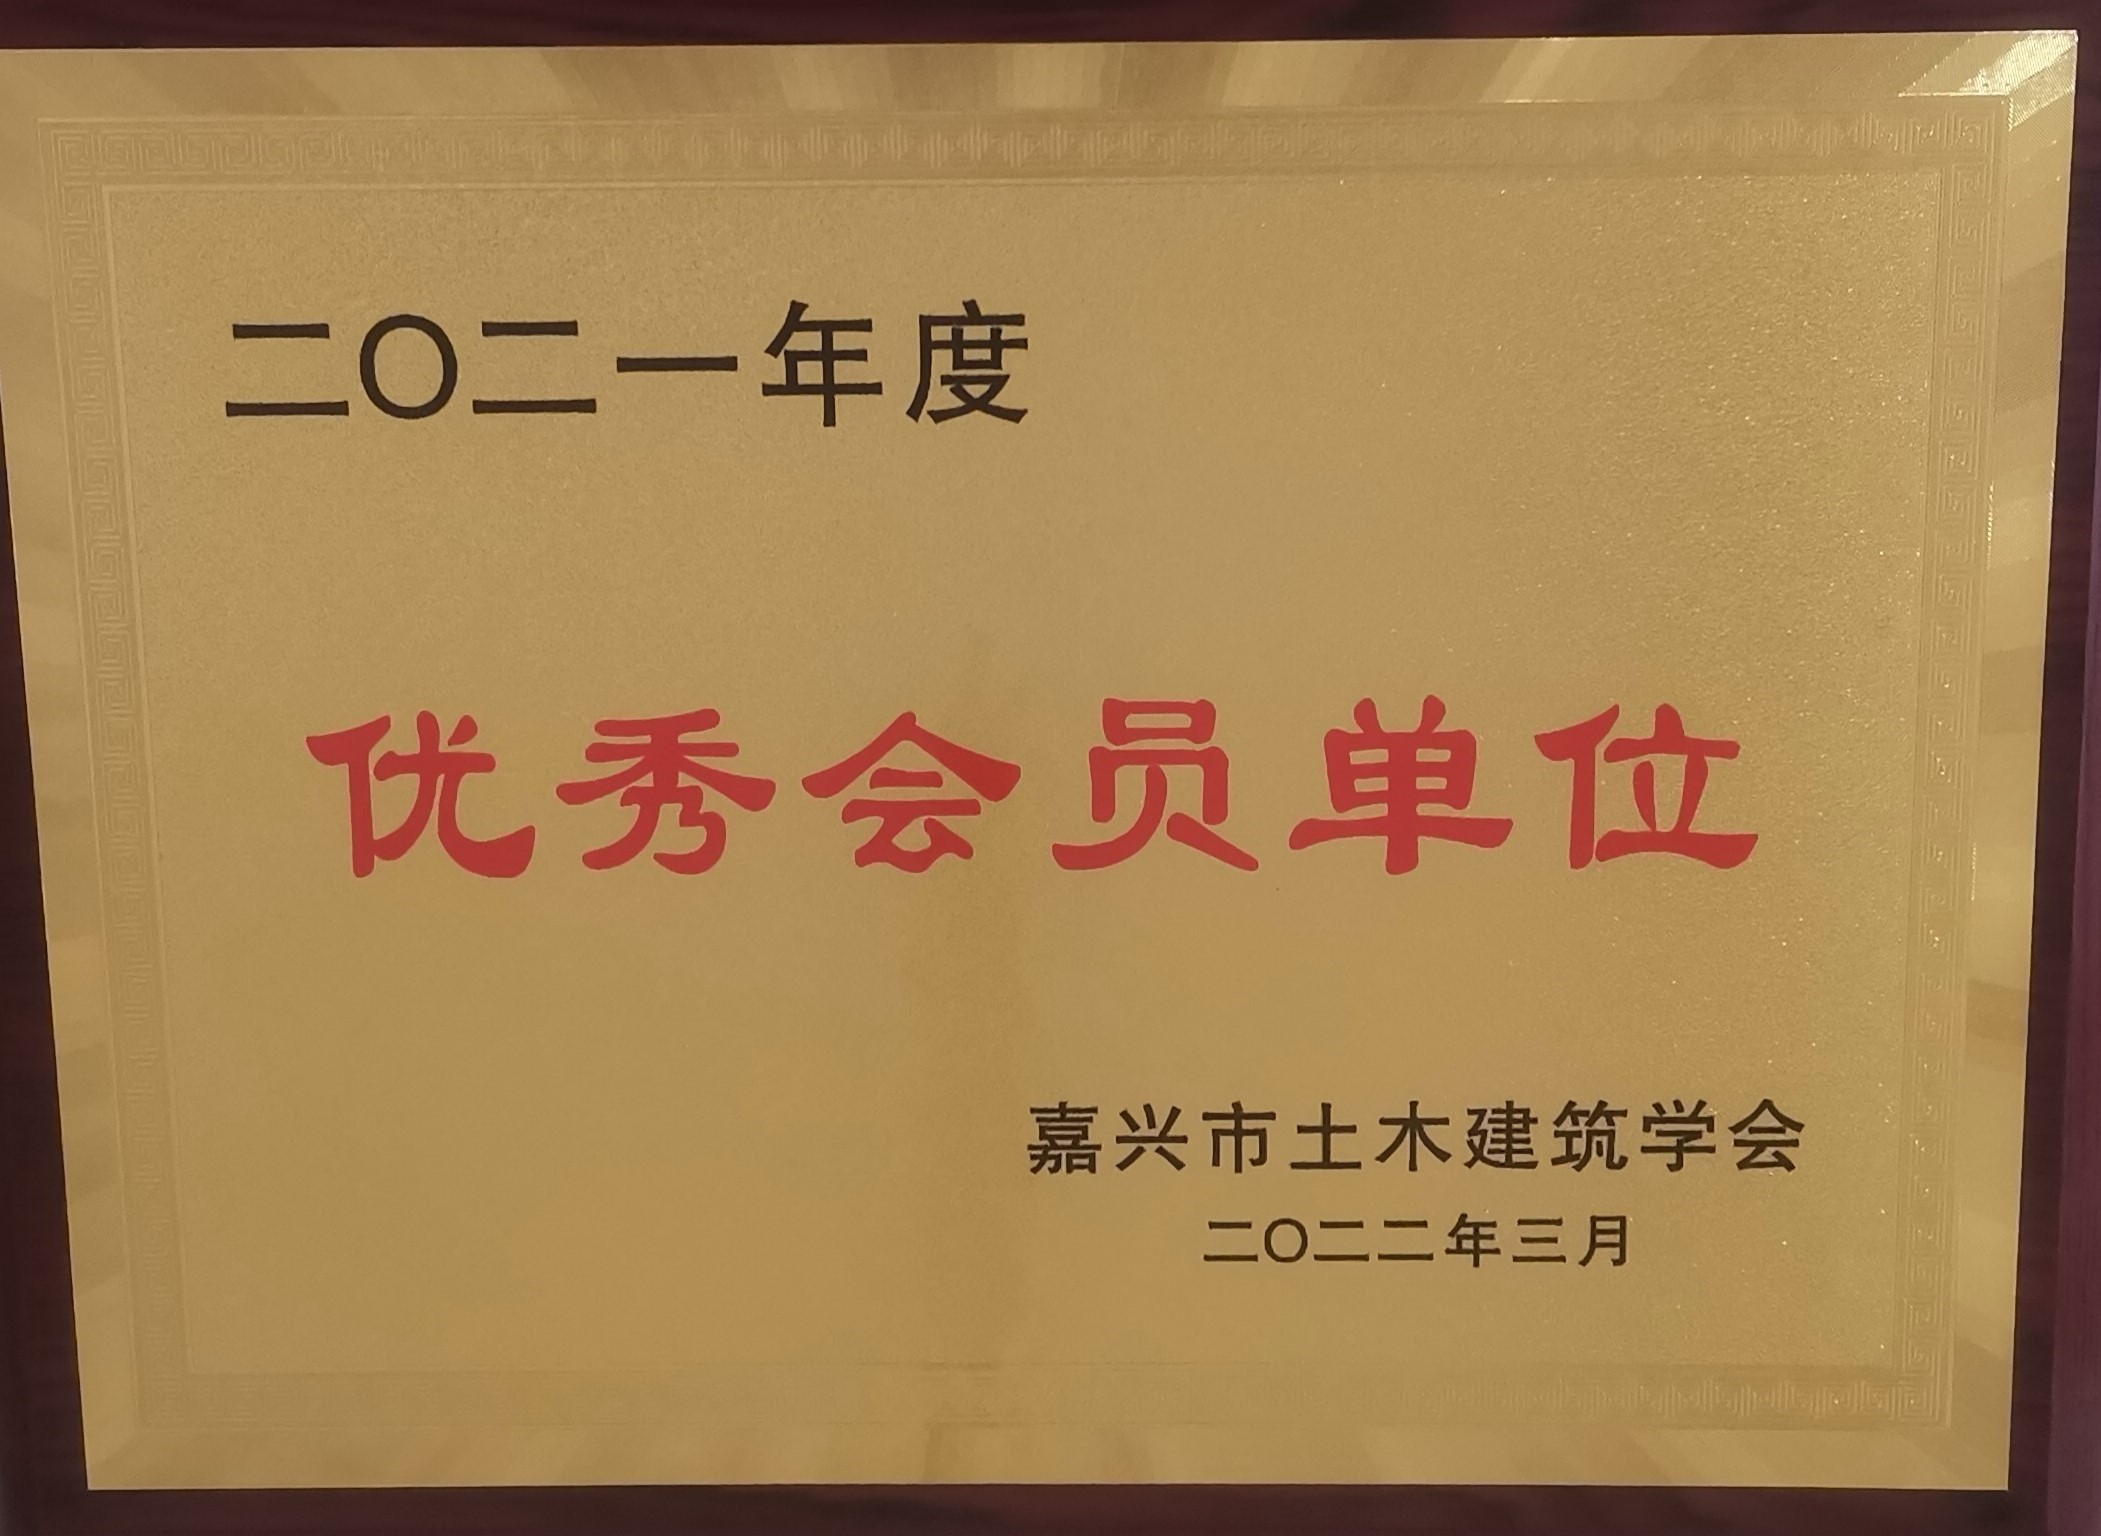 二〇二一年度
优秀会员单位
嘉兴市土木建筑学会
二〇二二年三月